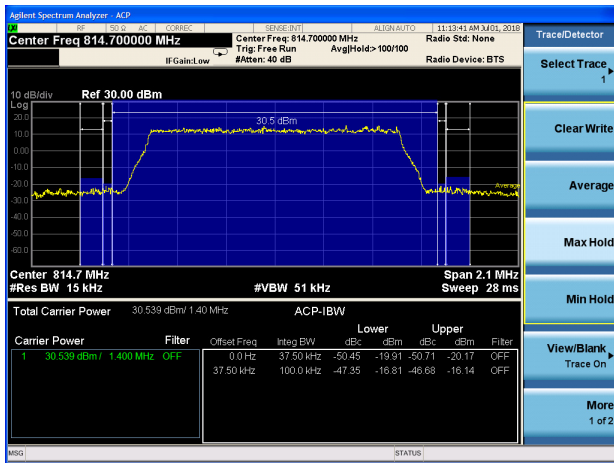 Agilent Spectrum Analyzer - ACP
RF 50 Ω AC CORREC SENSE:INT ALIGN AUTO 11:13:41 AM Jul 01, 2018
Center Freq 814.700000 MHz
Center Freq: 814.700000 MHz
Radio Std: None
Trig: Free Run Avg|Hold:> 100/100
IFGain:Low #Atten: 40 dB Radio Device: BTS
Trace/Detector
Select Trace
1
Clear Write
Average
Max Hold
Min Hold
View/Blank
Trace On
More
1 of 2
10 dB/div Ref 30.00 dBm
Log
20.0
10.0
0.00
-10.0
-20.0
-30.0
-40.0
-50.0
-60.0
30.5 dBm
Average
Center 814.7 MHz Span 2.1 MHz
#Res BW 15 kHz #VBW 51 kHz Sweep 28 ms
Total Carrier Power 30.539 dBm/ 1.40 MHz ACP-IBW
Lower Upper
Carrier Power Filter Offset Freq Integ BW dBc dBm dBc dBm Filter
1 30.539 dBm / 1.400 MHz OFF
0.0 Hz 37.50 kHz -50.45 -19.91 -50.71 -20.17 OFF
37.50 kHz 100.0 kHz -47.35 -16.81 -46.68 -16.14 OFF
MSG STATUS